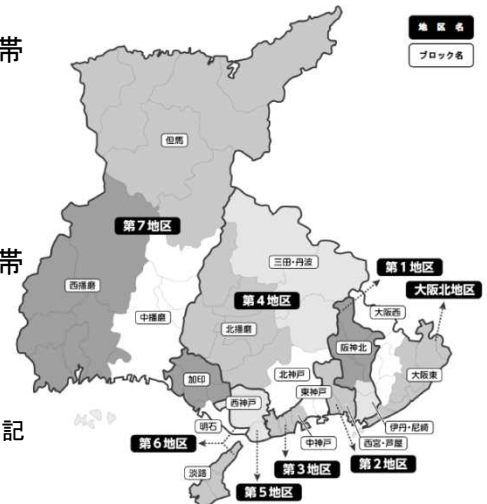 帯
帯
記
地区名
ブロック名
但馬
第7地区
三田・丹波
第1地区
西播磨
大阪北地区
第4地区
中播磨
大阪西
北播磨
阪神北
大阪東
加印
北神戸
西神戸
東神戸
明石
伊丹・尼崎
中神戸
西宮・芦屋
第6地区
第3地区
第2地区
淡路
第5地区